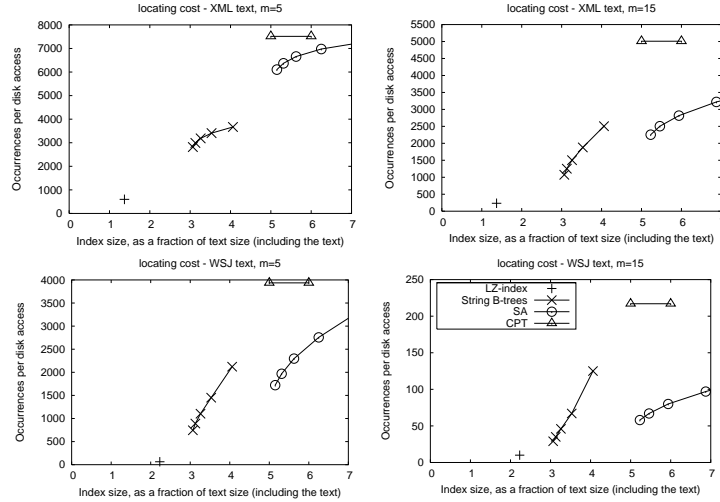 locating cost - XML text, m=5
Occurrences per disk access
8000
7000
6000
5000
4000
3000
2000
1000
0
0 1 2 3 4 5 6 7
Index size, as a fraction of text size (including the text)
locating cost - XML text, m=15
Occurrences per disk access
5500
5000
4500
4000
3500
3000
2500
2000
1500
1000
500
0
0 1 2 3 4 5 6 7
Index size, as a fraction of text size (including the text)
locating cost - WSJ text, m=5
Occurrences per disk access
4000
3500
3000
2500
2000
1500
1000
500
0
0 1 2 3 4 5 6 7
Index size, as a fraction of text size (including the text)
locating cost - WSJ text, m=15
Occurrences per disk access
250
200
150
100
50
0
LZ-index
String B-trees
SA
CPT
0 1 2 3 4 5 6 7
Index size, as a fraction of text size (including the text)